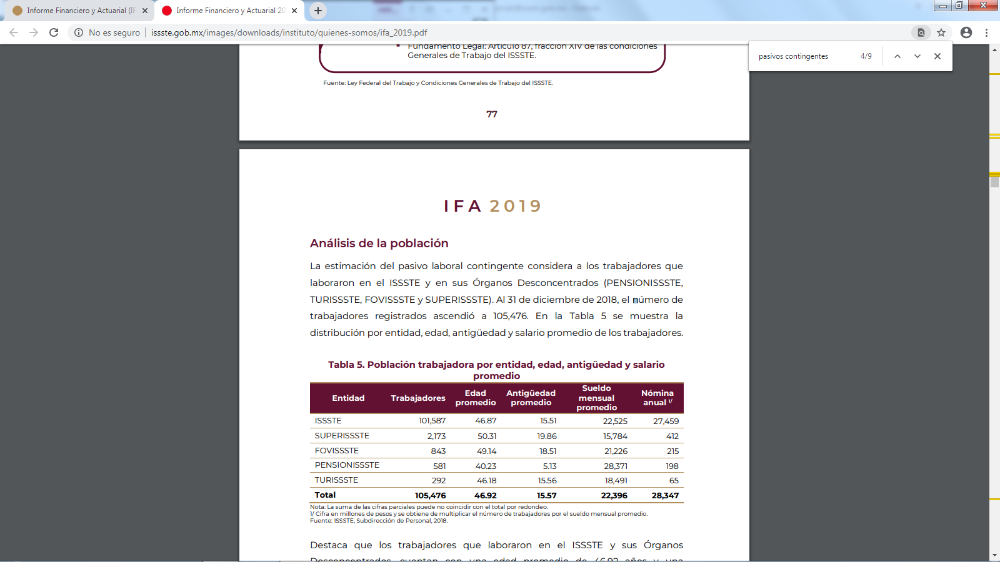 Informe Financiero y Actuarial (IF
Informe Financiero y Actuarial 20
No es seguro
issste.gob.mx/images/downloads/instituto/quienes-somos/ifa_2019.pdf
pasivos contingentes 4/9
Fundamento Legal: Artículo 87, fracción XIV de las condiciones
Generales de Trabajo del ISSSTE.
Fuente: Ley Federal del Trabajo y Condiciones Generales de Trabajo del ISSSTE.
77
IFA 2019
Análisis de la población
La estimación del pasivo laboral contingente considera a los trabajadores que
laboraron en el ISSSTE y en sus Órganos Desconcentrados (PENSIONISSSTE,
TURISSSTE, FOVISSSTE y SUPERISSSTE). Al 31 de diciembre de 2018, el número de
trabajadores registrados ascendió a 105,476. En la Tabla 5 se muestra la
distribución por entidad, edad, antigüedad y salario promedio de los trabajadores.
Tabla 5. Población trabajadora por entidad, edad, antigüedad y salario
promedio
Entidad Trabajadores Edad promedio Antigüedad promedio Sueldo mensual promedio Nómina anual 1/
ISSSTE 101,587 46.87 15.51 22,525 27,459
SUPERISSSTE 2,173 50.31 19.86 15,784 412
FOVISSSTE 843 49.14 18.51 21,226 215
PENSIONISSSTE 581 40.23 5.13 28,371 198
TURISSSTE 292 46.18 15.56 18,491 65
Total 105,476 46.92 15.57 22,396 28,347
Nota: La suma de las cifras parciales puede no coincidir con el total por redondeo.
1/ Cifra en millones de pesos y se obtiene de multiplicar el número de trabajadores por el sueldo mensual promedio.
Fuente: ISSSTE, Subdirección de Personal, 2018.
Destaca que los trabajadores que laboraron en el ISSSTE y sus Órganos
Desconcentrados, cuentan con una edad promedio de 46.92 años y una